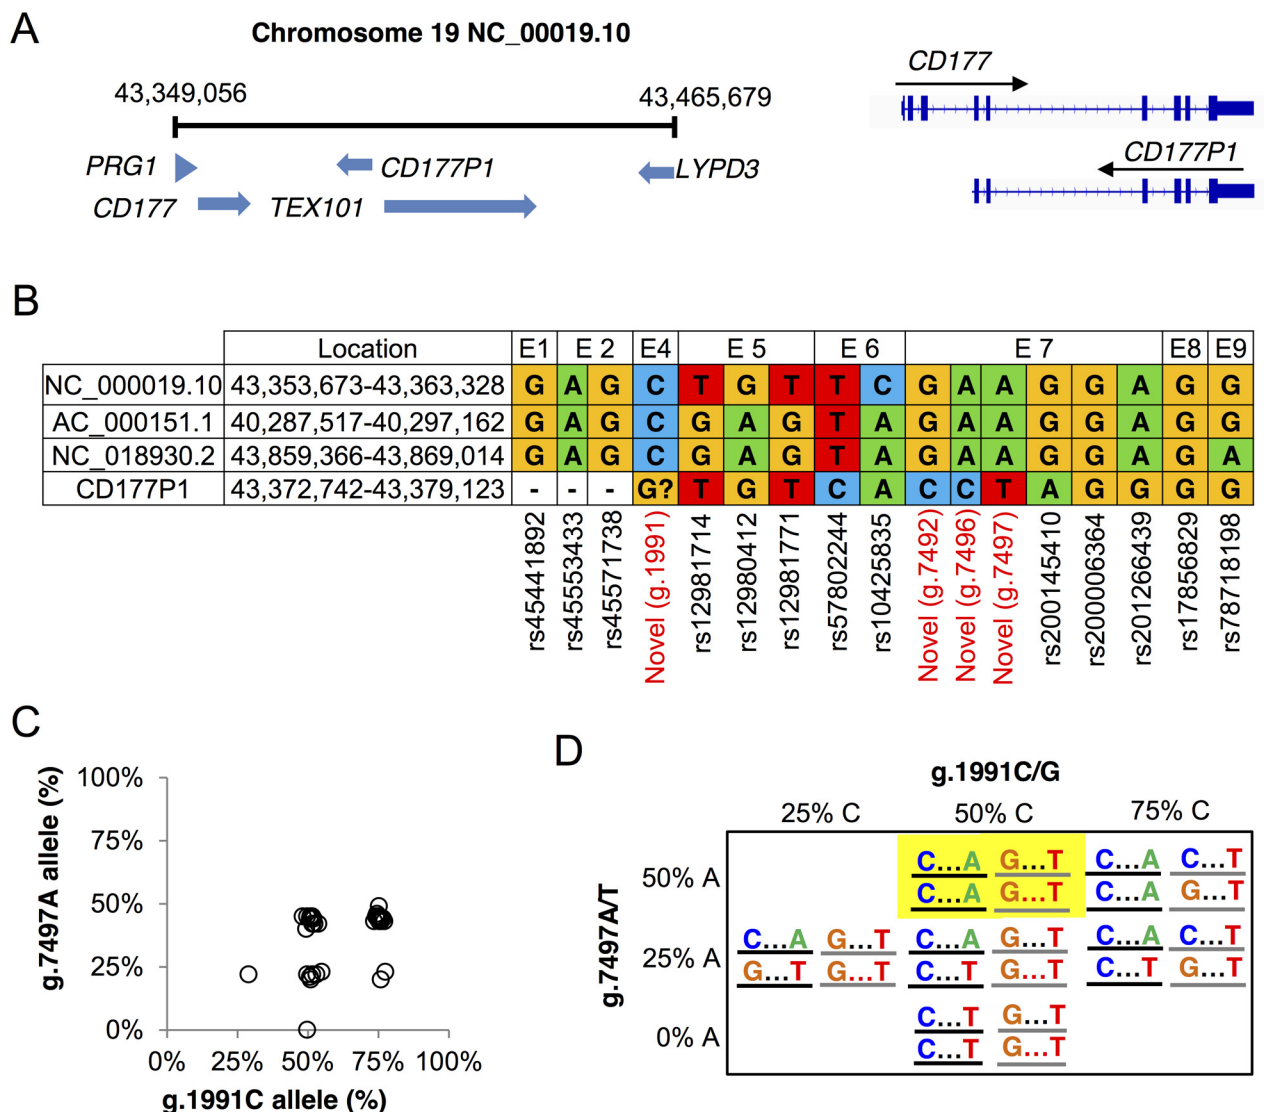 A
Chromosome 19 NC_00019.10
43,349,056
43,465,679
PRG1
CD177P1
LYPD3
CD177
TEX101
CD177
CD177P1
B
Location E1 E 2 E4 E 5 E 6 E 7 E8 E9
NC_000019.10 43,353,673-43,363,328 G A G C T G T T C G A A G G A G G
AC_000151.1 40,287,517-40,297,162 G A G C G A G T A G A A G G A G G
NC_018930.2 43,859,366-43,869,014 G A G C G A G T A G A A G G A G A
CD177P1 43,372,742-43,379,123 - - - G? T G T C A C C T A G G G G
rs45441892
rs45553433
rs45571738
Novel (g.1991)
rs12981714
rs12980412
rs12981771
rs57802244
rs10425835
Novel (g.7492)
Novel (g.7496)
Novel (g.7497)
rs200145410
rs200006364
rs201266439
rs17856829
rs78718198
C
g.7497A allele (%)
100%
75%
50%
25%
0%
0% 25% 50% 75% 100%
g.1991C allele (%)
D
g.1991C/G
25% C 50% C 75% C
g.7497A/T
50% A
C...A G...T C...A C...T
C...A G...T C...A G...T
25% A
C...A G...T C...A G...T C...A C...T
G...T G...T C...T G...T C...T G...T
0% A
C...T G...T
C...T G...T